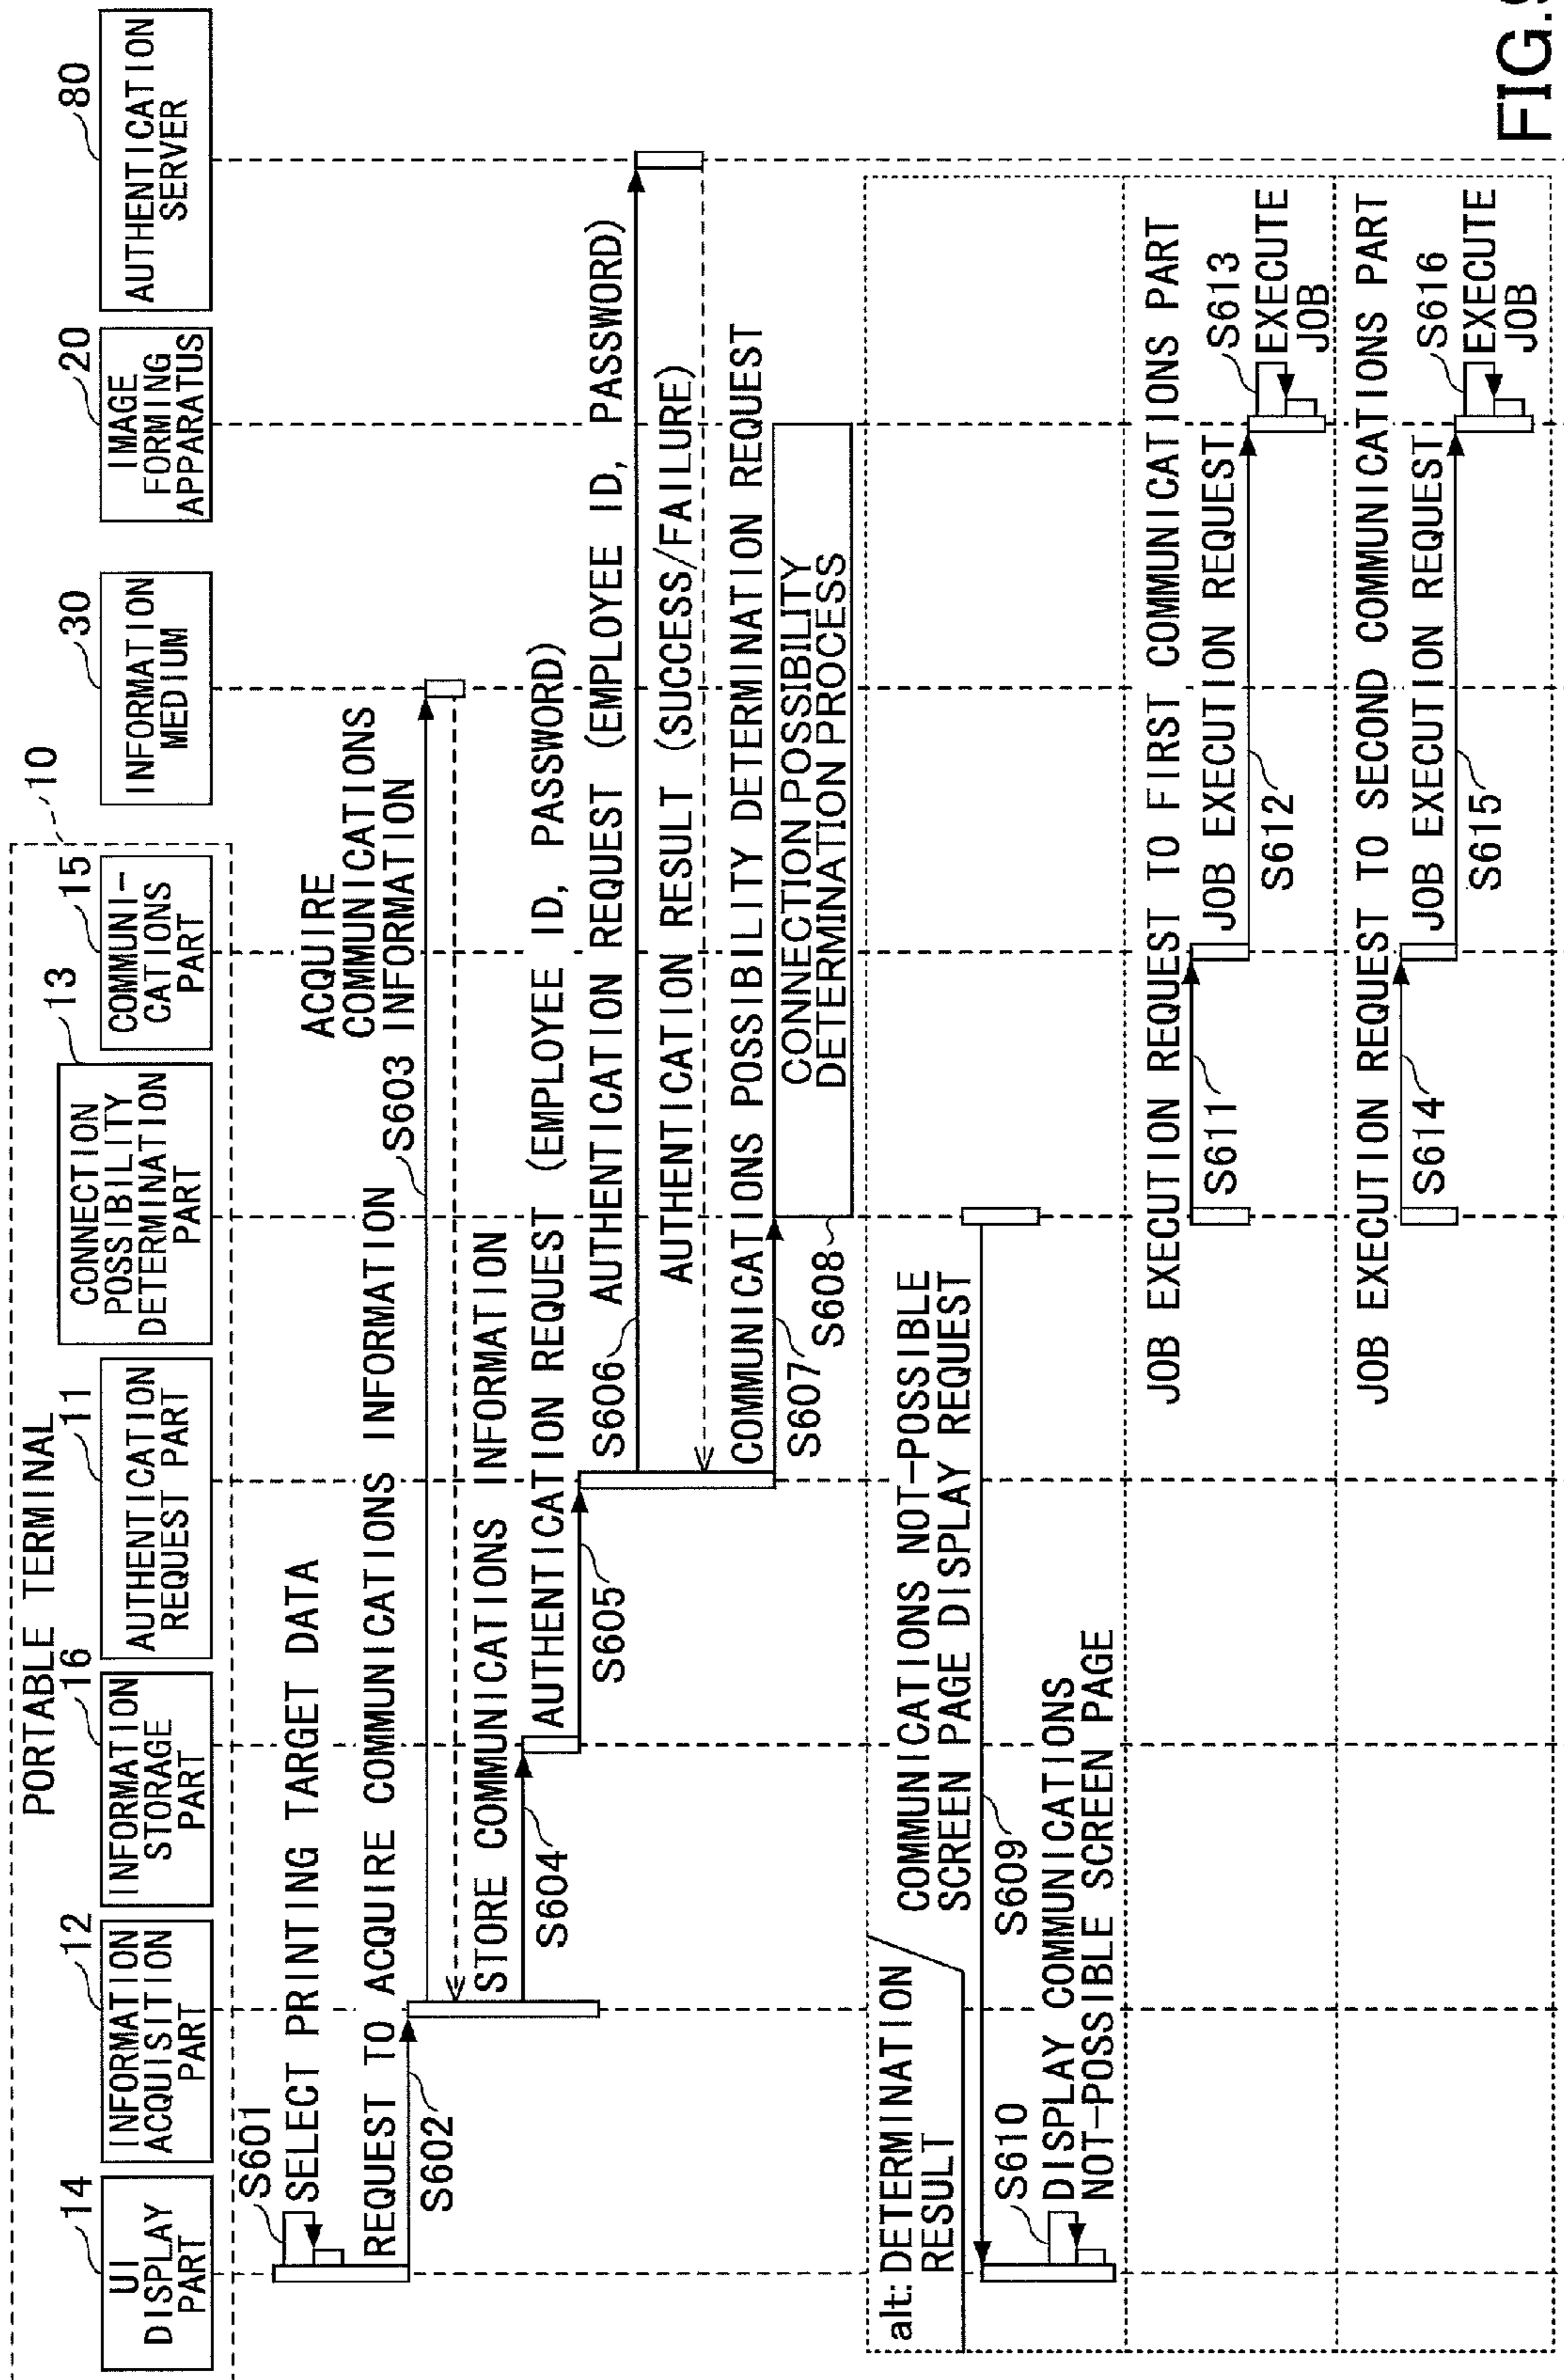 PORTABLE TERMINAL
10
14
UI
DISPLAY
PART
12
INFORMATION
ACQUISITION
PART
16
INFORMATION
STORAGE
PART
11
AUTHENTICATION
REQUEST PART
13
CONNECTION
POSSIBILITY
DETERMINATION
PART
15
COMMUNI-
CATIONS
PART
30
INFORMATION
MEDIUM
20
IMAGE
FORMING
APPARATUS
80
AUTHENTICATION
SERVER
S601
SELECT PRINTING TARGET DATA
REQUEST TO ACQUIRE COMMUNICATIONS INFORMATION
S602
ACQUIRE
COMMUNICATIONS
INFORMATION
S603
STORE COMMUNICATIONS INFORMATION
S604
AUTHENTICATION REQUEST (EMPLOYEE ID, PASSWORD)
S605
S606
AUTHENTICATION REQUEST (EMPLOYEE ID, PASSWORD)
AUTHENTICATION RESULT (SUCCESS/FAILURE)
COMMUNICATIONS POSSIBILITY DETERMINATION REQUEST
S607
CONNECTION POSSIBILITY
DETERMINATION PROCESS
S608
alt: DETERMINATION
RESULT
COMMUNICATIONS NOT-POSSIBLE
SCREEN PAGE DISPLAY REQUEST
S609
S610
DISPLAY COMMUNICATIONS
NOT-POSSIBLE SCREEN PAGE
JOB EXECUTION REQUEST TO FIRST COMMUNICATIONS PART
S611
JOB EXECUTION REQUEST
S612
S613
EXECUTE
JOB
JOB EXECUTION REQUEST TO SECOND COMMUNICATIONS PART
S614
JOB EXECUTION REQUEST
S615
S616
EXECUTE
JOB
FIG.9